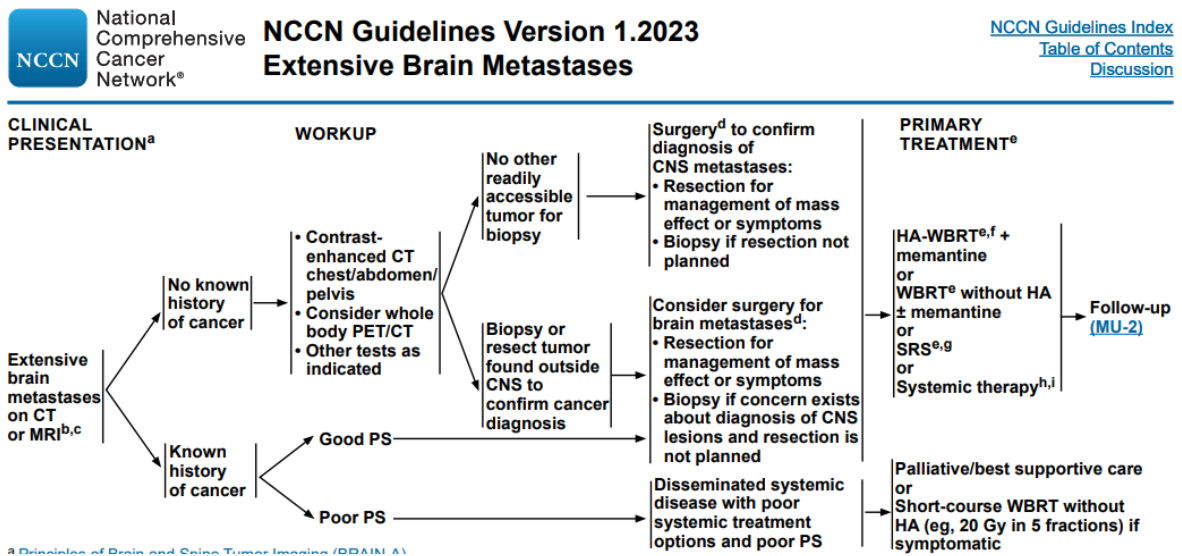 NCCN
National
Comprehensive
Cancer
Network®
NCCN Guidelines Version 1.2023
Extensive Brain Metastases
NCCN Guidelines Index
Table of Contents
Discussion
CLINICAL
PRESENTATIONa
WORKUP
PRIMARY
TREATMENTe
Extensive
brain
metastases
on CT
or MRIb,c
No known
history
of cancer
• Contrast-
enhanced CT
chest/abdomen/
pelvis
• Consider whole
body PET/CT
• Other tests as
indicated
No other
readily
accessible
tumor for
biopsy
Surgeryd to confirm
diagnosis of
CNS metastases:
• Resection for
management of mass
effect or symptoms
• Biopsy if resection not
planned
Biopsy or
resect tumor
found outside
CNS to
confirm cancer
diagnosis
Consider surgery for
brain metastasesd:
• Resection for
management of mass
effect or symptoms
• Biopsy if concern exists
about diagnosis of CNS
lesions and resection is
not planned
HA-WBRTe,f +
memantine
or
WBRTe without HA
± memantine
or
SRSe,g
or
Systemic therapyh,i
Follow-up
(MU-2)
Known
history
of cancer
Good PS
Poor PS
Disseminated systemic
disease with poor
systemic treatment
options and poor PS
Palliative/best supportive care
or
Short-course WBRT without
HA (eg, 20 Gy in 5 fractions) if
symptomatic
a Principles of Brain and Spine Tumor Imaging (BRAIN-A)